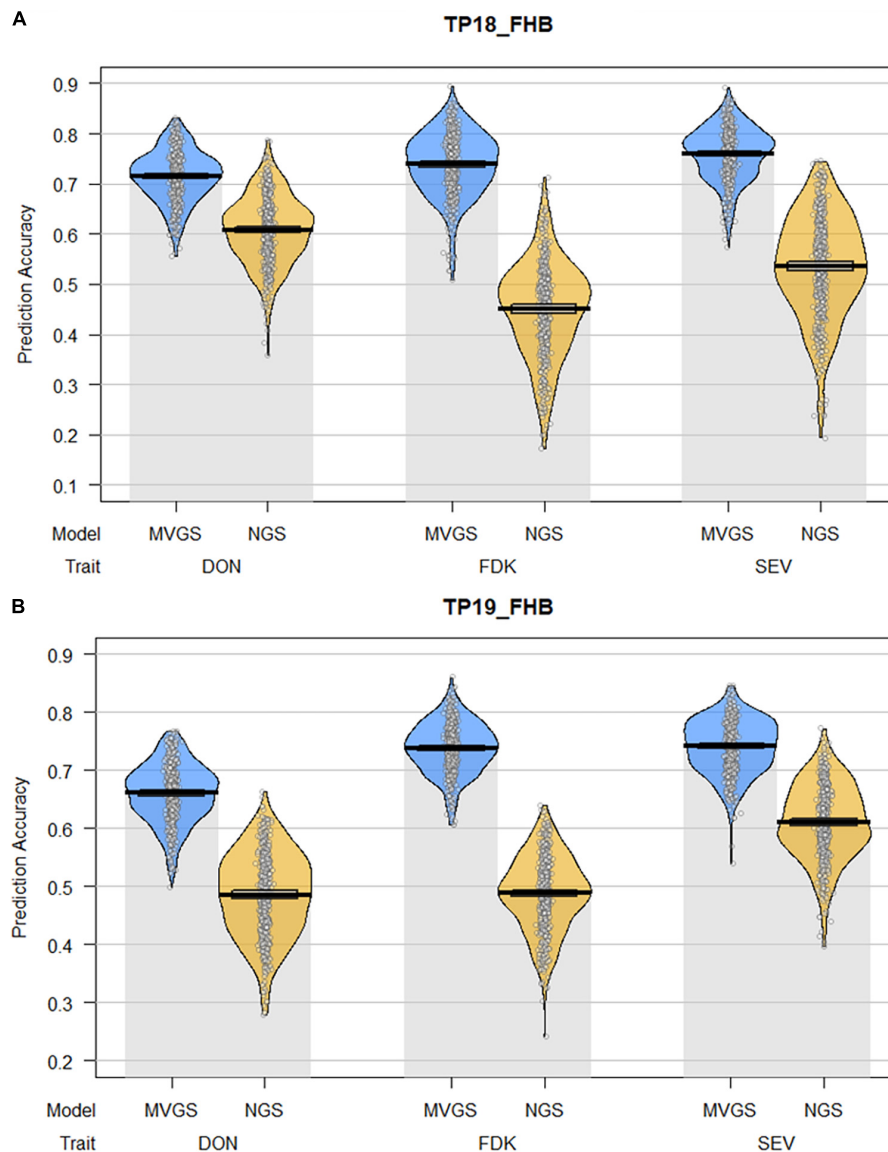 A
TP18_FHB
Prediction Accuracy
0.9
0.8
0.7
0.6
0.5
0.4
0.3
0.2
0.1
Model MVGS NGS MVGS NGS MVGS NGS
Trait DON FDK SEV
B
TP19_FHB
Prediction Accuracy
0.9
0.8
0.7
0.6
0.5
0.4
0.3
0.2
Model MVGS NGS MVGS NGS MVGS NGS
Trait DON FDK SEV